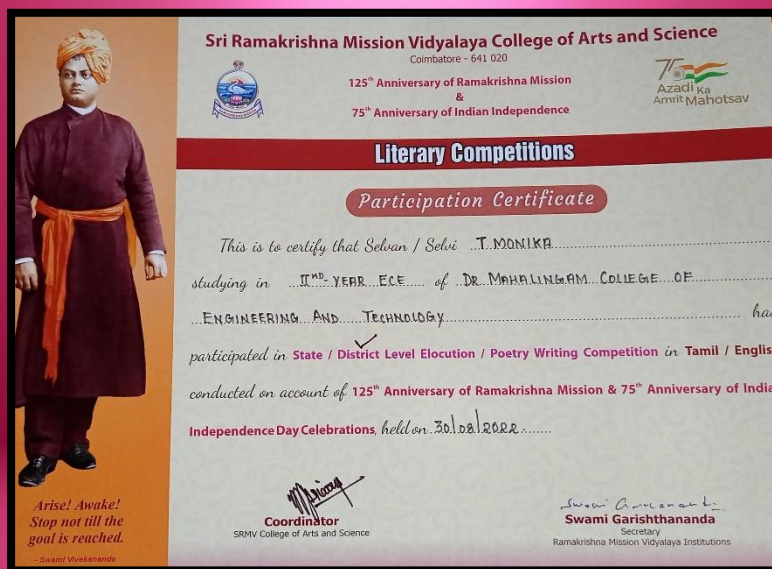 Sri Ramakrishna Mission Vidyalaya College of Arts and Science
Coimbatore - 641 020
125th Anniversary of Ramakrishna Mission
&
75th Anniversary of Indian Independence
75
Azadi Ka
Amrit Mahotsav
Literary Competitions
Participation Certificate
This is to certify that Selvan / Selvi T. MONIKA
studying in IIND-YEAR ECE of DR MAHALINGAM COLLEGE OF
ENGINEERING AND TECHNOLOGY has
participated in State / District Level Elocution / Poetry Writing Competition in Tamil / English
conducted on account of 125th Anniversary of Ramakrishna Mission & 75th Anniversary of India
Independence Day Celebrations, held on 30/08/2022
Arise! Awake!
Stop not till the
goal is reached.
- Swami Vivekananda
Coordinator
SRMV College of Arts and Science
Swami Garishthananda
Secretary
Ramakrishna Mission Vidyalaya Institutions